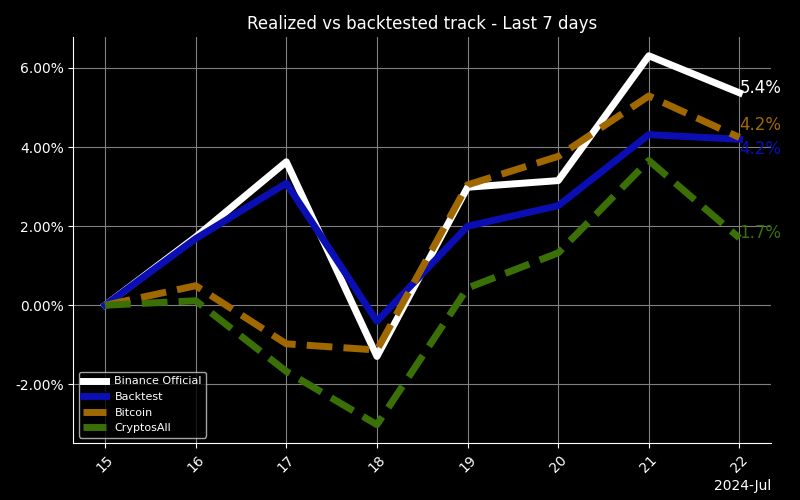 Realized vs backtested track - Last 7 days
6.00%
4.00%
2.00%
0.00%
-2.00%
5.4%
4.2%
4.2%
1.7%
Binance Official
Backtest
Bitcoin
CryptosAll
15
16
17
18
19
20
21
22
2024-Jul